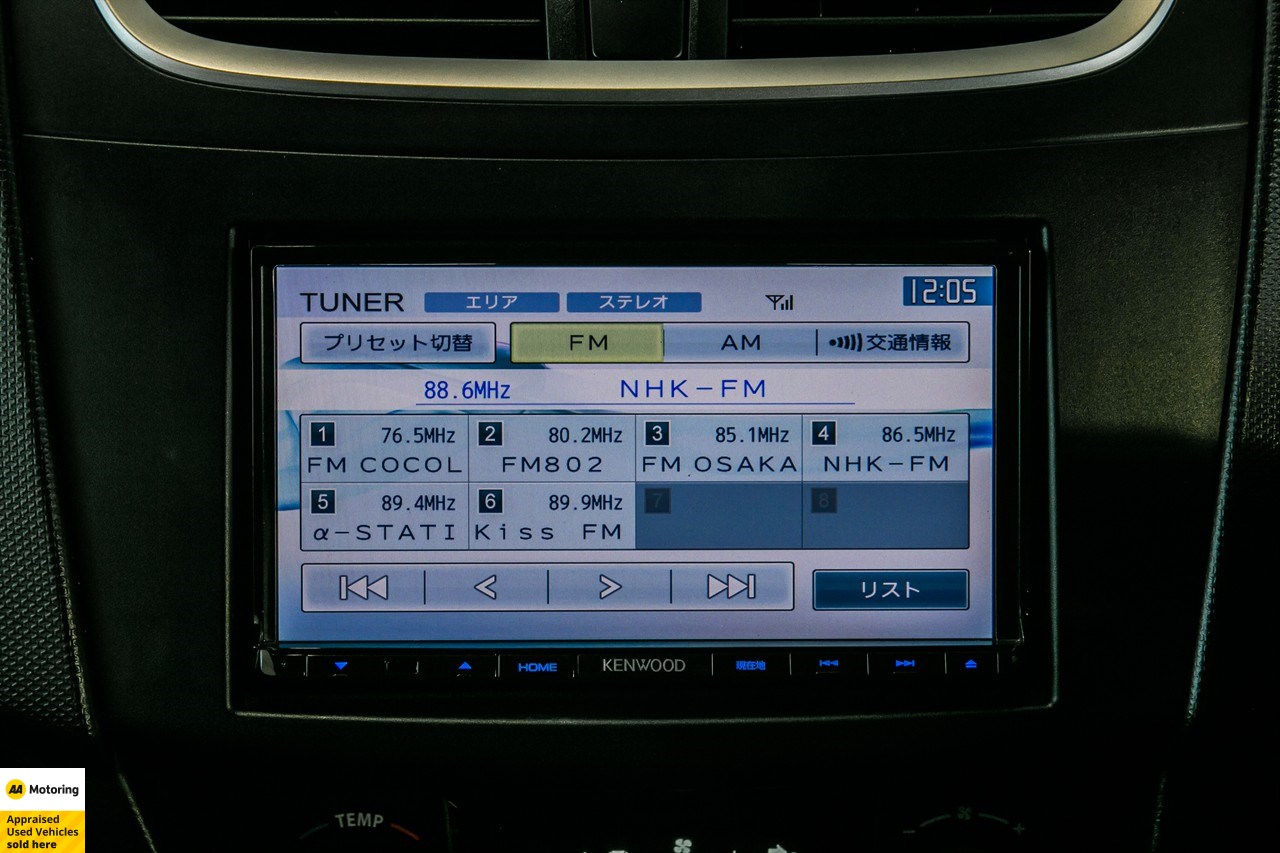 TUNER エリア ステレオ 12:05
プリセット切替 FM AM 交通情報
88.6MHz NHK-FM
1 76.5MHz 2 80.2MHz 3 85.1MHz 4 86.5MHz
FM COCOL FM802 FM OSAKA NHK-FM
5 89.4MHz 6 89.9MHz 7 8
α-STATI Kiss FM
リスト
HOME KENWOOD 現在地
AA Motoring
Appraised
Used Vehicles
sold here
TEMP